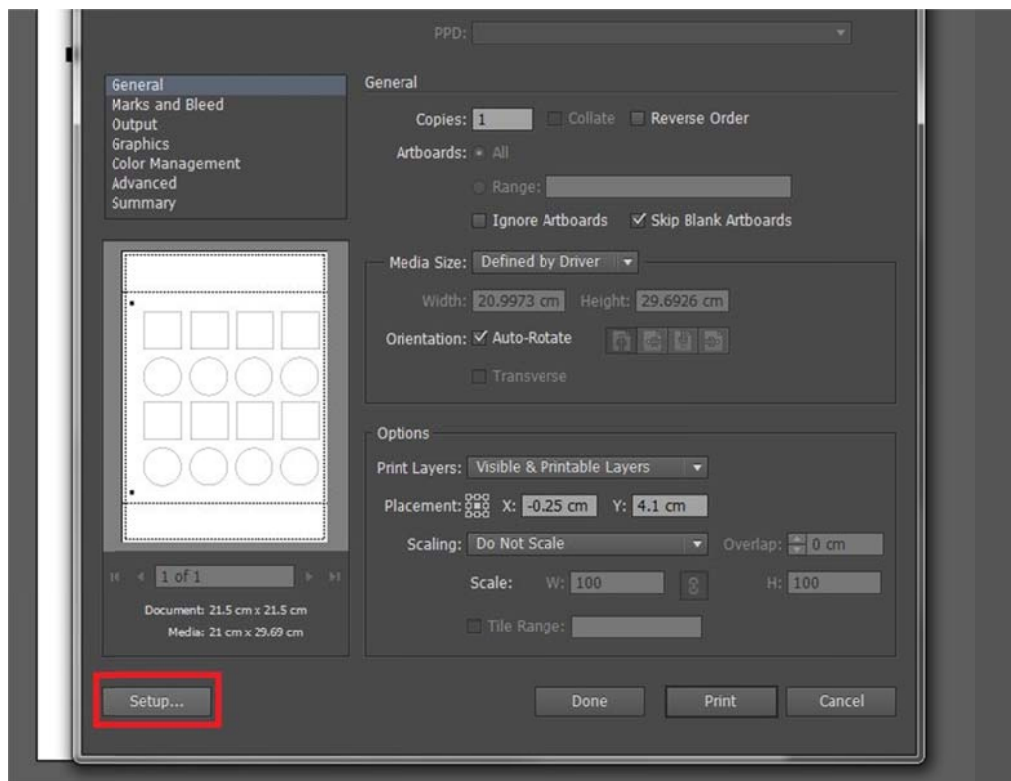 PPD:
General
Marks and Bleed
Output
Graphics
Color Management
Advanced
Summary
General
Copies: 1 Collate Reverse Order
Artboards: All
Range:
Ignore Artboards Skip Blank Artboards
Media Size: Defined by Driver
Width: 20.9973 cm Height: 29.6926 cm
Orientation: Auto-Rotate
Transverse
Options
Print Layers: Visible & Printable Layers
Placement: X: -0.25 cm Y: 4.1 cm
Scaling: Do Not Scale Overlap: 0 cm
Scale: W: 100 H: 100
Tile Range:
1 of 1
Document: 21.5 cm x 21.5 cm
Media: 21 cm x 29.69 cm
Setup... Done Print Cancel